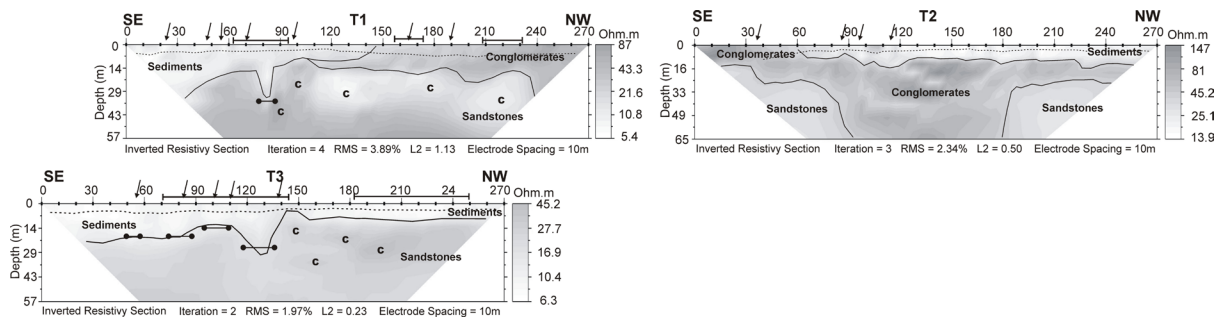 SE T1 NW
0 30 60 90 120 150 180 210 240 270
Ohm.m
0
14
29
43
57
Depth (m)
Sediments
Conglomerates
Sandstones
C
C
C
C
C
87
43.3
21.6
10.8
5.4
Inverted Resistivy Section Iteration = 4 RMS = 3.89% L2 = 1.13 Electrode Spacing = 10m
SE T2 NW
0 30 60 90 120 150 180 210 240 270
Ohm.m
0
16
33
49
65
Depth (m)
Conglomerates
Sediments
Conglomerates
Sandstones
Sandstones
147
81
45.2
25.1
13.9
Inverted Resistivy Section Iteration = 3 RMS = 2.34% L2 = 0.50 Electrode Spacing = 10m
SE T3 NW
0 30 60 90 120 150 180 210 24 0 270
Ohm.m
0
14
29
43
57
Depth (m)
Sediments
Sediments
Sandstones
C
C
C
C
45.2
27.7
16.9
10.4
6.3
Inverted Resistivy Section Iteration = 2 RMS = 1.97% L2 = 0.23 Electrode Spacing = 10m